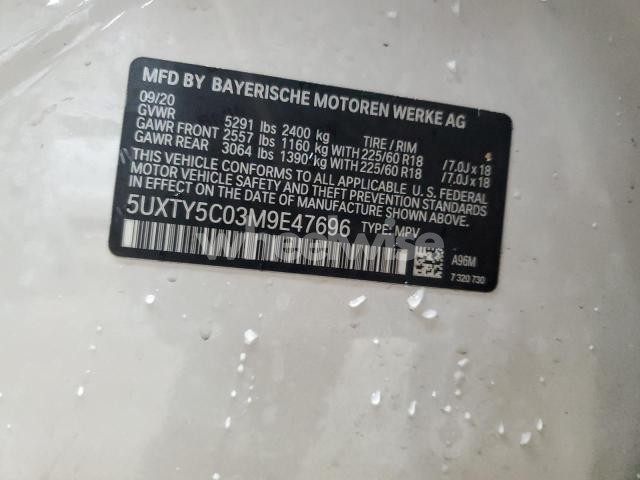 MFD BY BAYERISCHE MOTOREN WERKE AG
09/20
GVWR 5291 lbs 2400 kg TIRE / RIM
GAWR FRONT 2557 lbs 1160 kg WITH 225/60 R18 /7.0J x 18
GAWR REAR 3064 lbs 1390 kg WITH 225/60 R18 /7.0J x 18
THIS VEHICLE CONFORMS TO ALL APPLICABLE U.S. FEDERAL
MOTOR VEHICLE SAFETY AND THEFT PREVENTION STANDARDS
IN EFFECT ON THE DATE OF MANUFACTURE SHOWN ABOVE.
5UXTY5C03M9E47696 TYPE: MPV
wheelwise
A96M
7 320 730